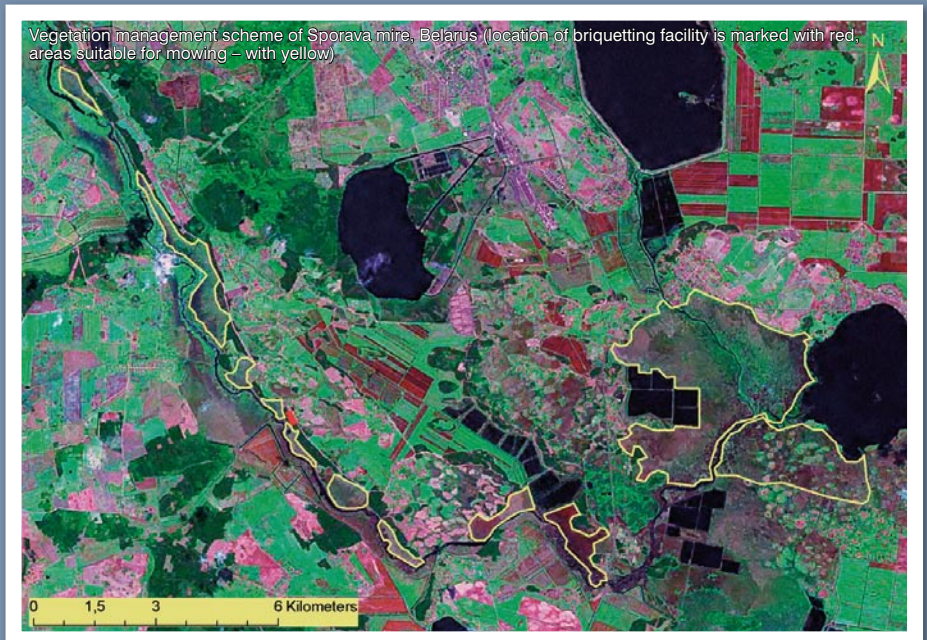 Vegetation management scheme of Sporava mire, Belarus (location of briquetting facility is marked with red,
areas suitable for mowing – with yellow)
N
0 1,5 3 6 Kilometers